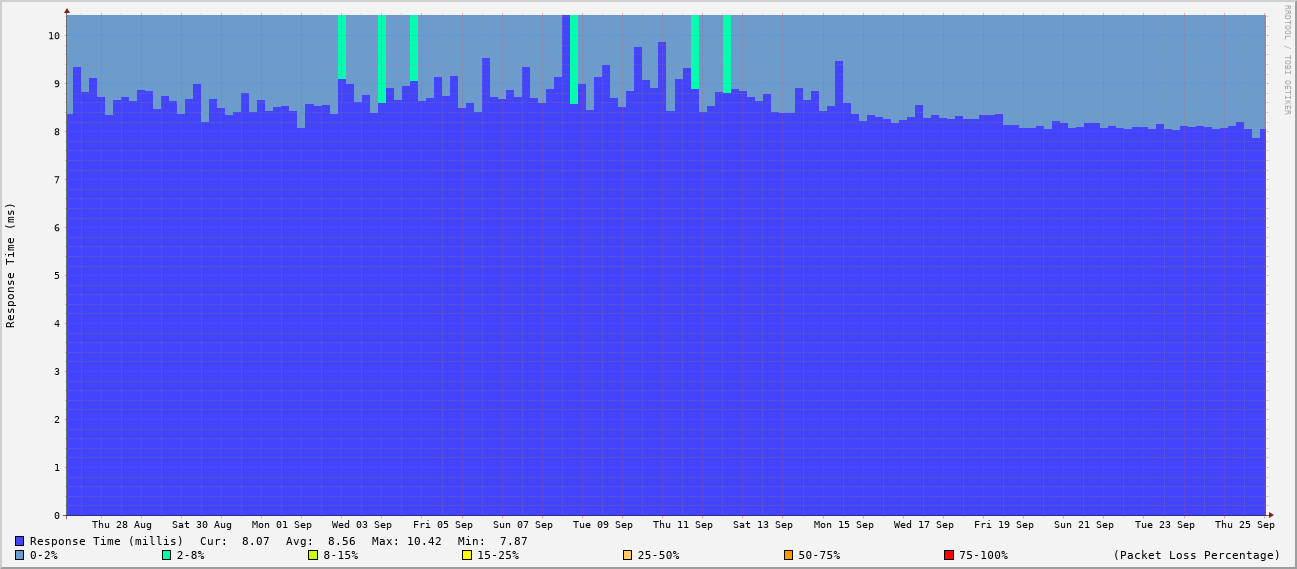 RRDTOOL / TOBI OETIKER
Response Time (ms)
10
9
8
7
6
5
4
3
2
1
0
Thu 28 Aug Sat 30 Aug Mon 01 Sep Wed 03 Sep Fri 05 Sep Sun 07 Sep Tue 09 Sep Thu 11 Sep Sat 13 Sep Mon 15 Sep Wed 17 Sep Fri 19 Sep Sun 21 Sep Tue 23 Sep Thu 25 Sep
Response Time (millis) Cur: 8.07 Avg: 8.56 Max: 10.42 Min: 7.87
0-2% 2-8% 8-15% 15-25% 25-50% 50-75% 75-100% (Packet Loss Percentage)